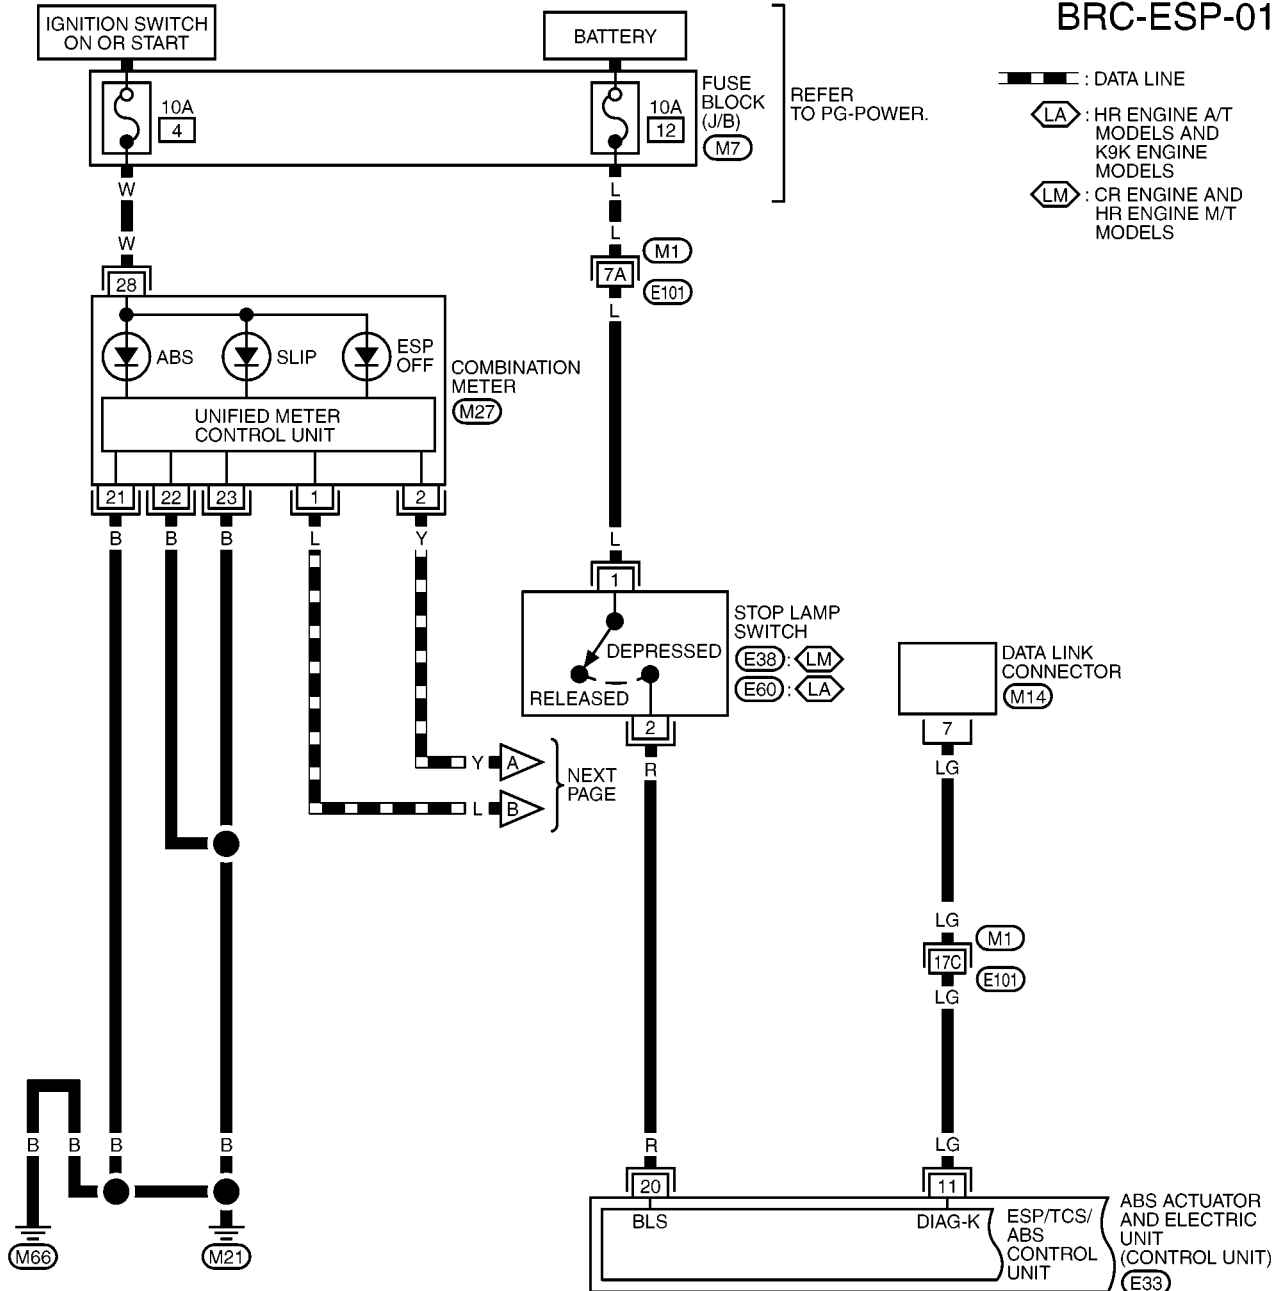 BRC-ESP-01
IGNITION SWITCH
ON OR START
BATTERY
REFER
TO PG-POWER.
: DATA LINE
LA : HR ENGINE A/T
MODELS AND
K9K ENGINE
MODELS
LM : CR ENGINE AND
HR ENGINE M/T
MODELS
10A
4
10A
12
FUSE
BLOCK
(J/B)
M7
W
W
28
L
L
M1
7A
E101
L
ABS
SLIP
ESP
OFF
COMBINATION
METER
M27
UNIFIED METER
CONTROL UNIT
21
22
23
1
2
B
B
B
L
Y
L
1
DEPRESSED
RELEASED
STOP LAMP
SWITCH
E38 : LM
E60 : LA
2
R
DATA LINK
CONNECTOR
M14
7
LG
Y A
L B
NEXT
PAGE
LG
M1
17C
E101
LG
B
B
B
B
R
LG
M66
M21
20
11
BLS
DIAG-K
ESP/TCS/
ABS
CONTROL
UNIT
ABS ACTUATOR
AND ELECTRIC
UNIT
(CONTROL UNIT)
E33